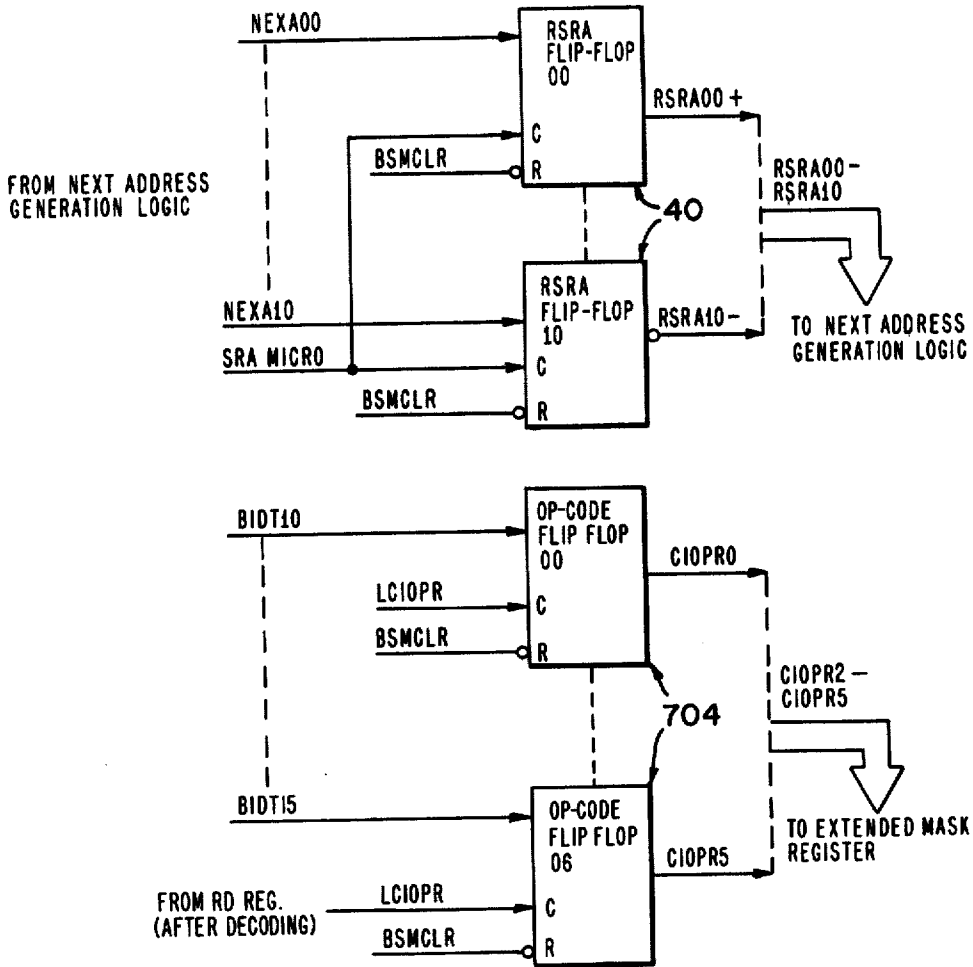 NEXA00
RSRA
FLIP-FLOP
00
RSRA00+
C
BSMCLR
R
FROM NEXT ADDRESS
GENERATION LOGIC
RSRA00-
RSRA10
40
NEXA10
RSRA
FLIP-FLOP
10
RSRA10-
TO NEXT ADDRESS
GENERATION LOGIC
SRA MICRO
C
BSMCLR
R
BIDT10
OP-CODE
FLIP FLOP
00
CIOPR0
LCIOPR
C
BSMCLR
R
CIOPR2-
CIOPR5
704
BIDT15
OP-CODE
FLIP FLOP
06
CIOPR5
TO EXTENDED MASK
REGISTER
FROM RD REG.
(AFTER DECODING)
LCIOPR
C
BSMCLR
R